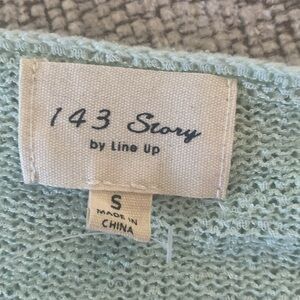 143 Story
by Line Up
S
MADE IN
CHINA